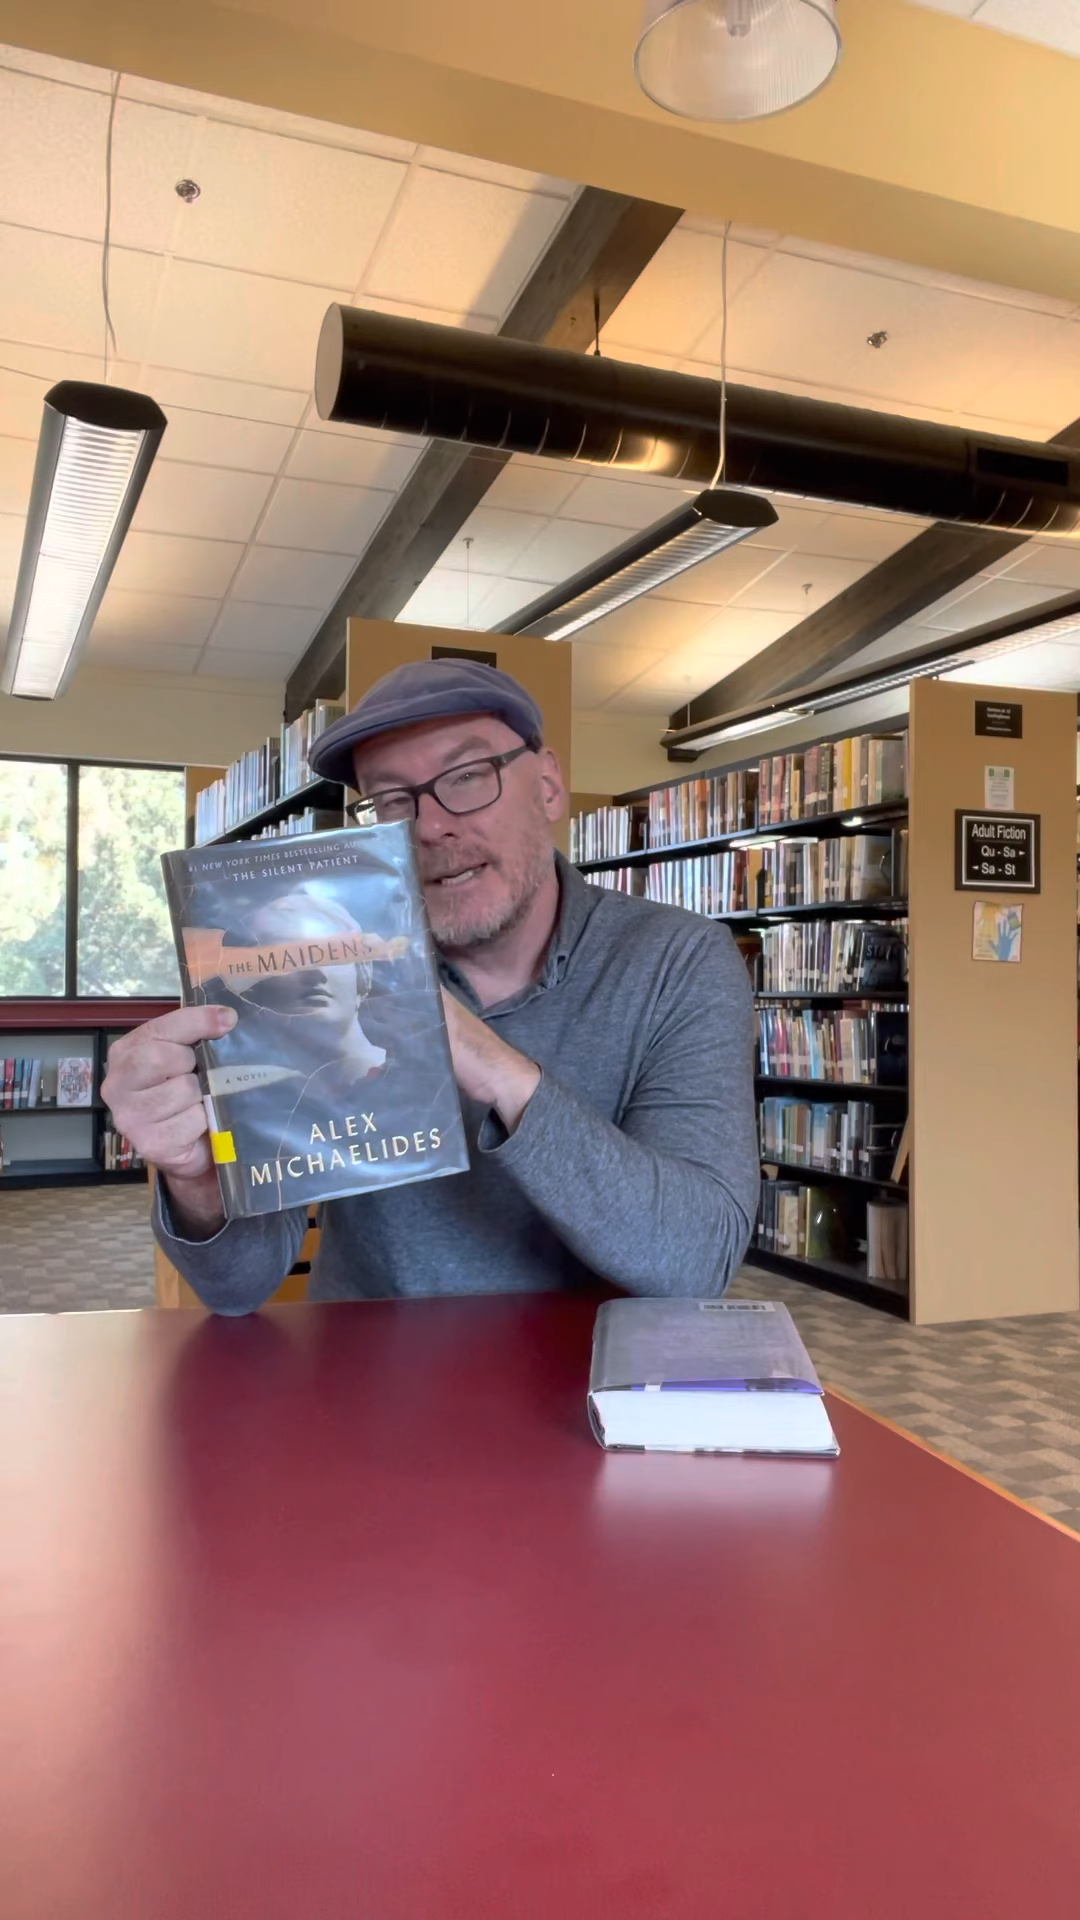 #1 NEW YORK TIMES BESTSELLING AU
THE SILENT PATIENT
THE MAIDENS
A NOVEL
ALEX
MICHAELIDES
Adult Fiction
Qu - Sa ►
◄ Sa - St